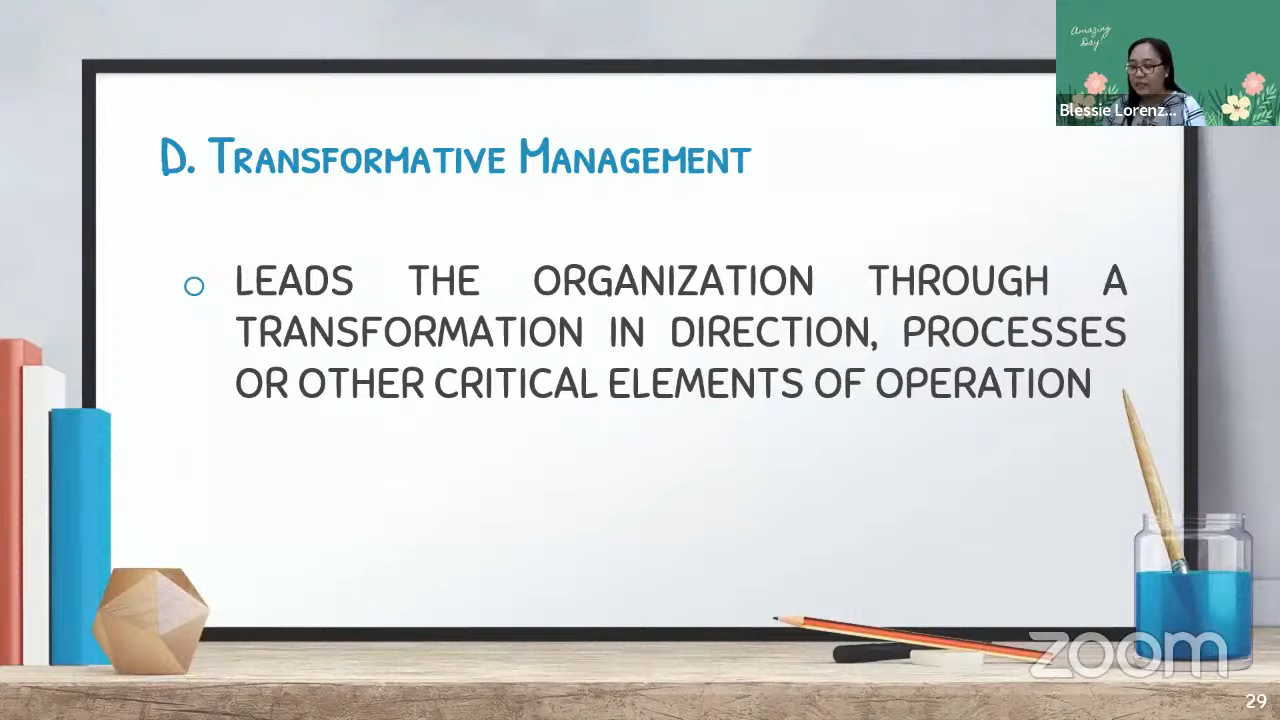 Amazing
Day!
Blessie Lorenz...
D. TRANSFORMATIVE MANAGEMENT
LEADS THE ORGANIZATION THROUGH A
TRANSFORMATION IN DIRECTION, PROCESSES
OR OTHER CRITICAL ELEMENTS OF OPERATION
zoom
29